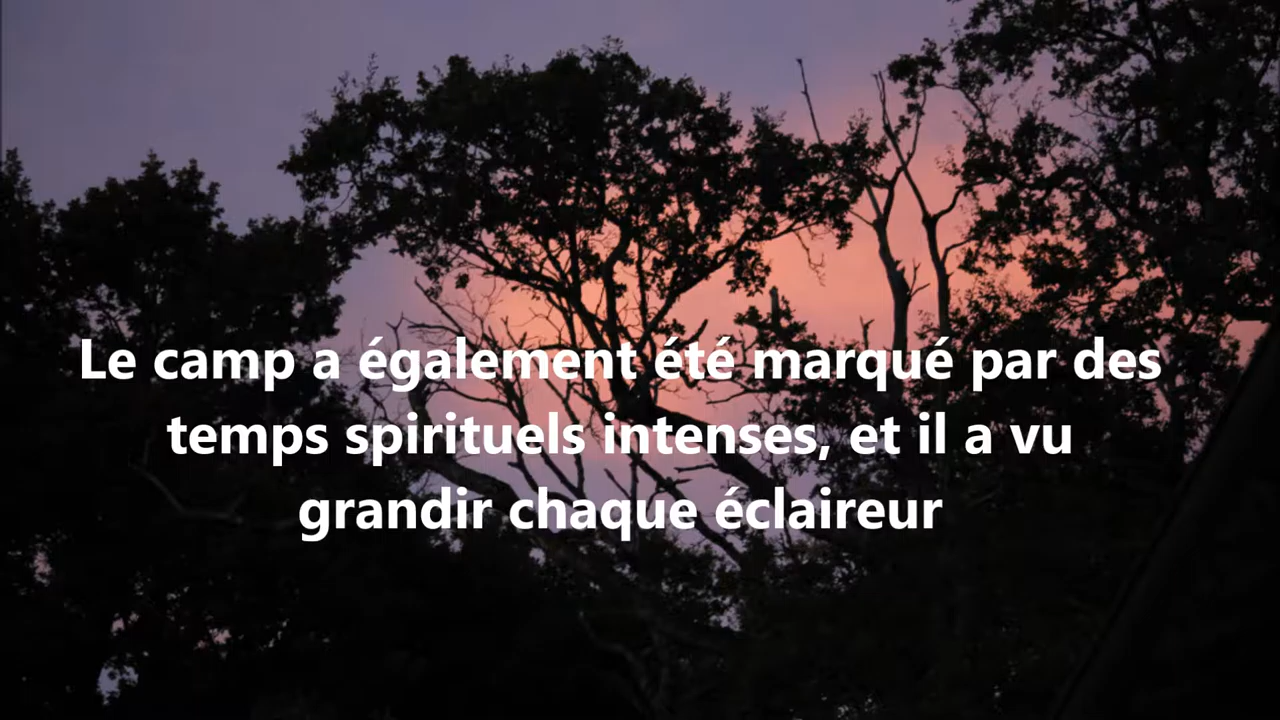 Le camp a également été marqué par des
temps spirituels intenses, et il a vu
grandir chaque éclaireur